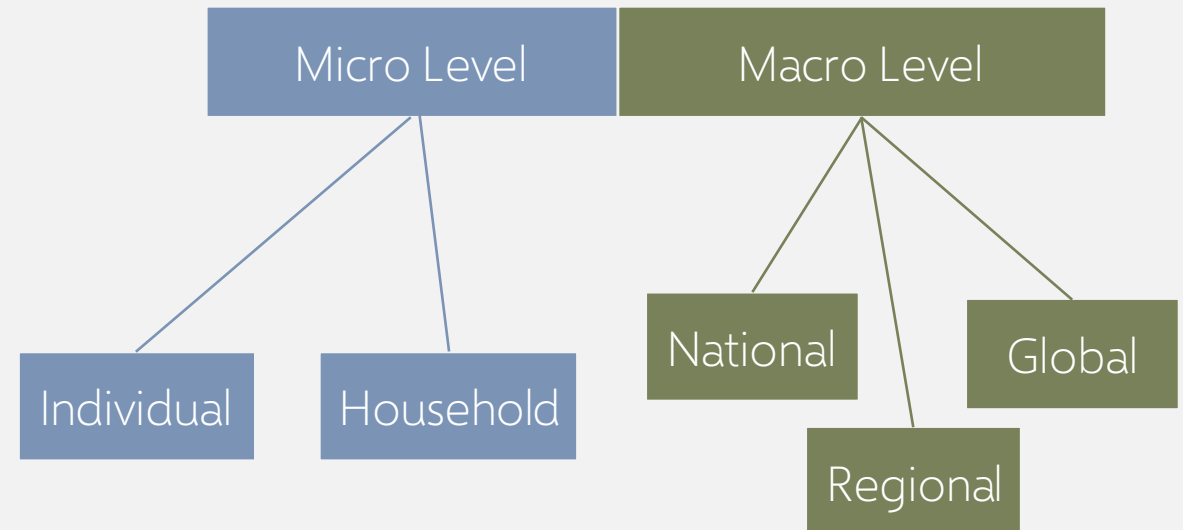 Micro Level
Macro Level
Individual
Household
National
Regional
Global